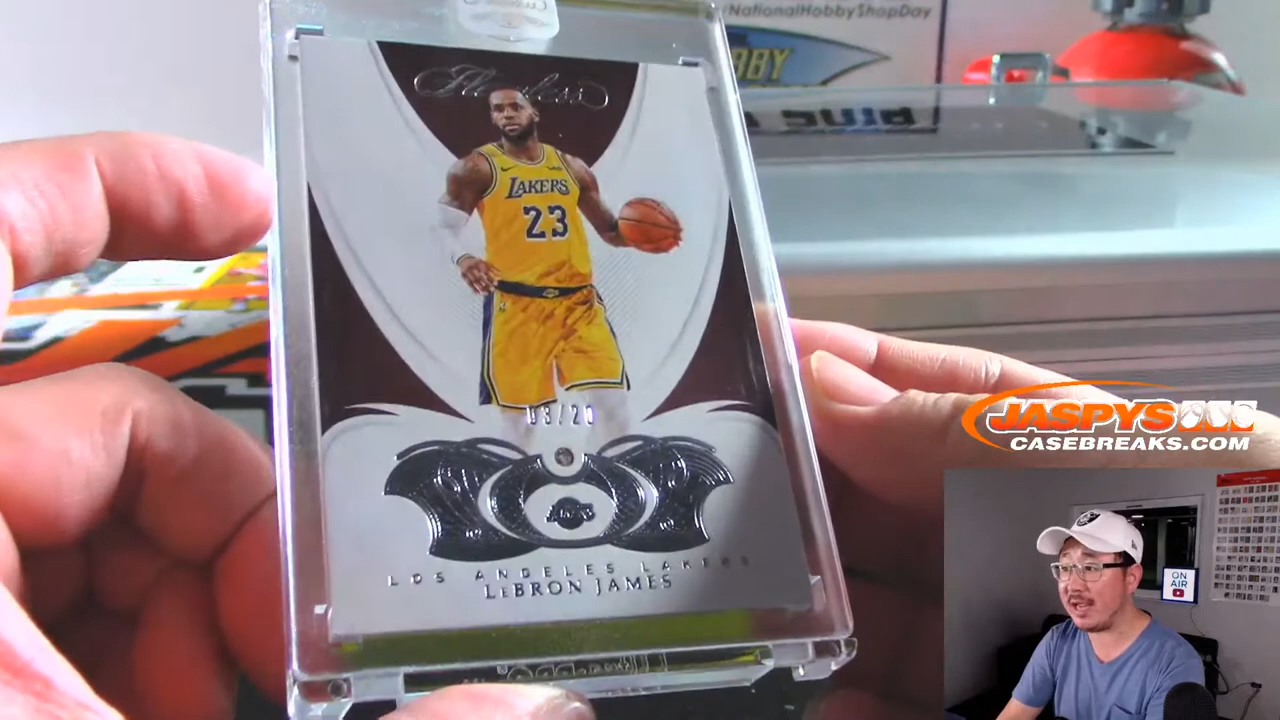 #NationalHobbyShopDay
BBY
Flawless
LAKERS
23
03/20
LOS ANGELES LAKERS
LEBRON JAMES
JASPYS
CASEBREAKS.COM
ON
AIR